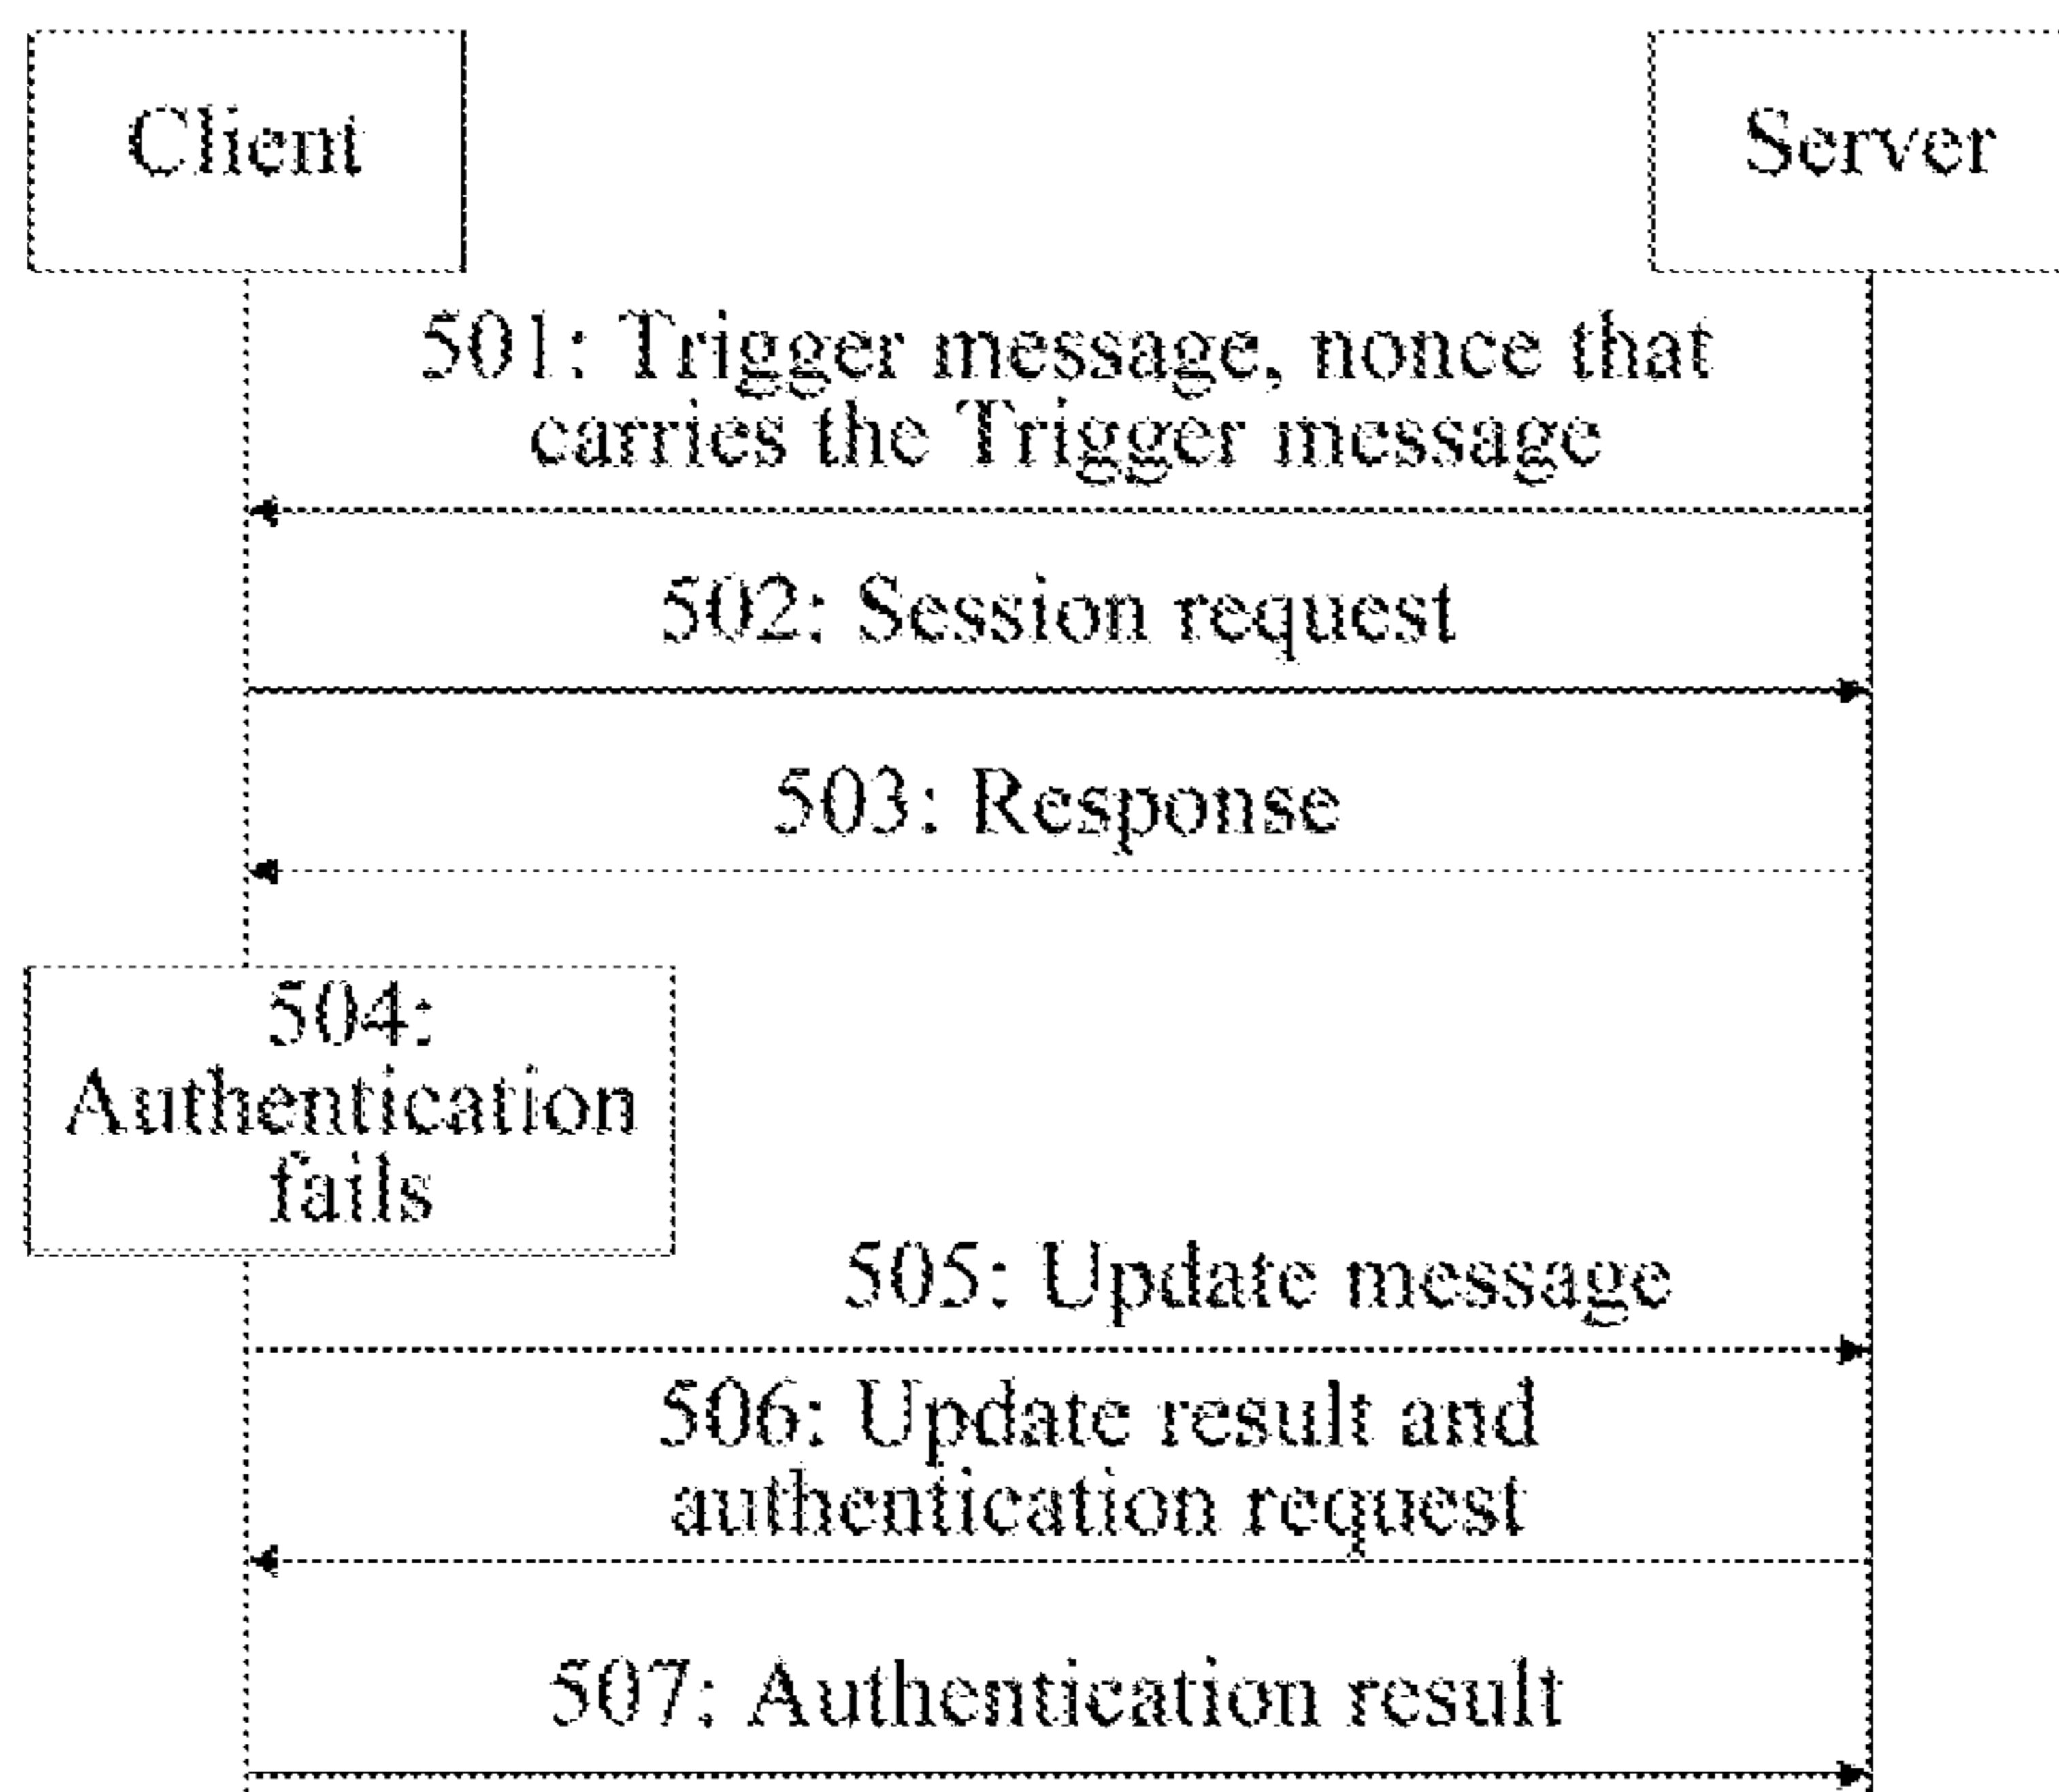 Client
Server
501: Trigger message, nonce that
carries the Trigger message
502: Session request
503: Response
504:
Authentication
fails
505: Update message
506: Update result and
authentication request
507: Authentication result